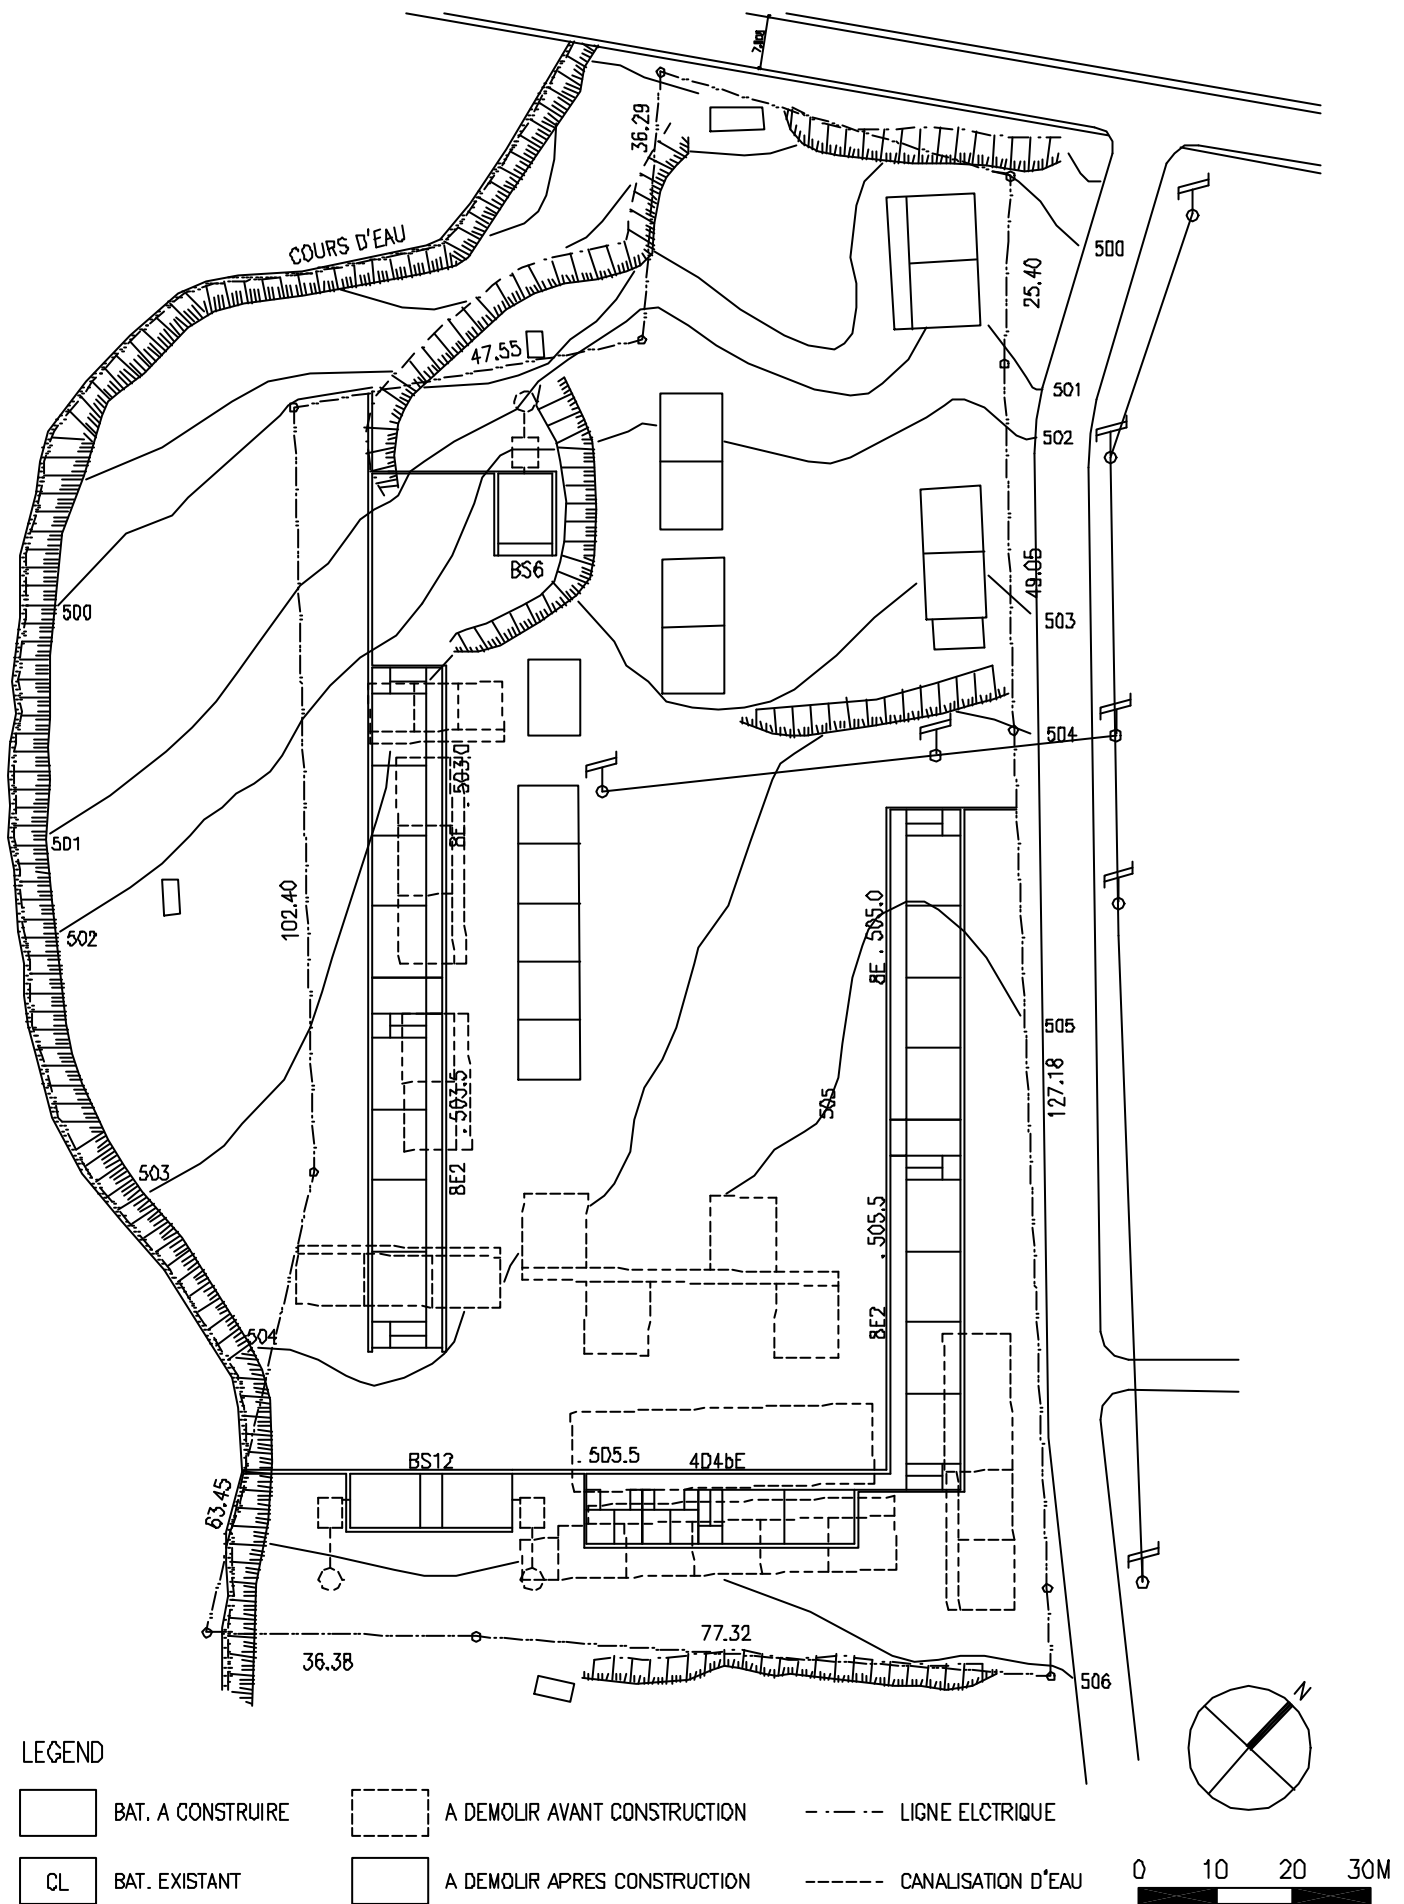 7.808
36.29
COURS D'EAU
500
25.40
47.55
501
502
BS6
49.05
500
503
504
8E . 503.0
501
102.40
8E . 505.0
502
505
127.18
8E2 . 503.5
505
503
8E2 . 505.5
504
BS12
. 505.5
4D4bE
63.45
77.32
36.38
506
N
LEGEND
BAT. A CONSTRUIRE
A DEMOLIR AVANT CONSTRUCTION
LIGNE ELCTRIQUE
CL
BAT. EXISTANT
A DEMOLIR APRES CONSTRUCTION
CANALISATION D'EAU
0 10 20 30M